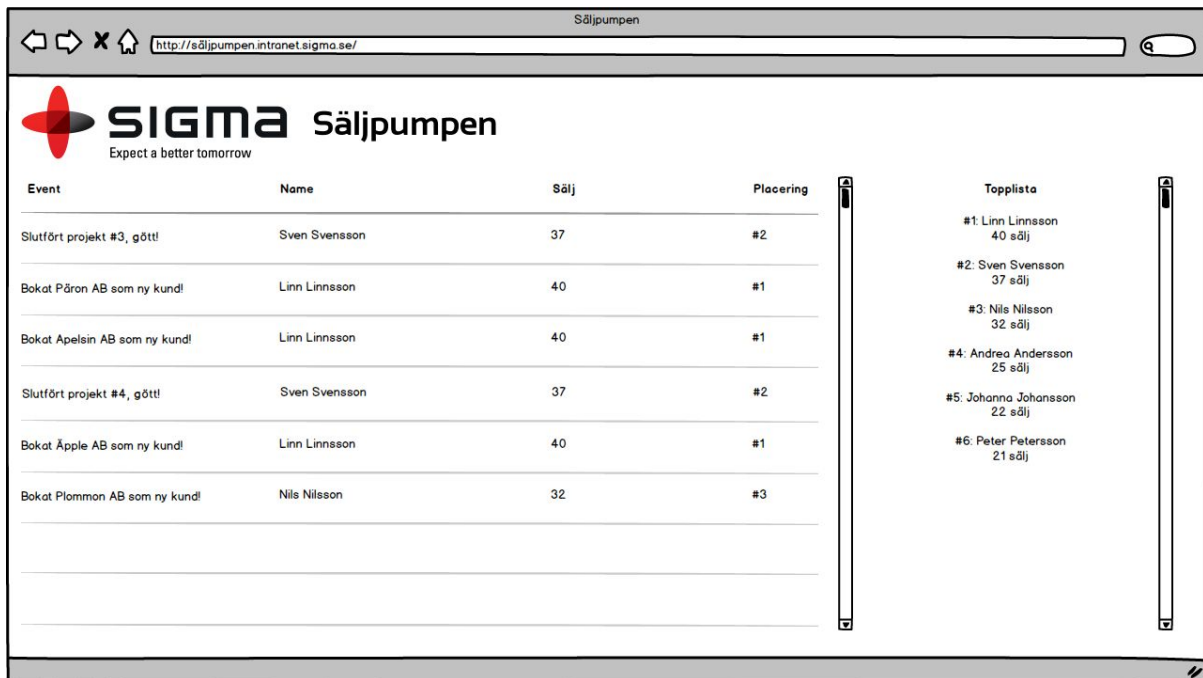 Säljpumpen
http://säljpumpen.intranet.sigma.se/
sigma Säljpumpen
Expect a better tomorrow
Event Name Sälj Placering
Slutfört projekt #3, gött! Sven Svensson 37 #2
Bokat Päron AB som ny kund! Linn Linnsson 40 #1
Bokat Apelsin AB som ny kund! Linn Linnsson 40 #1
Slutfört projekt #4, gött! Sven Svensson 37 #2
Bokat Äpple AB som ny kund! Linn Linnsson 40 #1
Bokat Plommon AB som ny kund! Nils Nilsson 32 #3
Topplista
#1: Linn Linnsson
40 sälj
#2: Sven Svensson
37 sälj
#3: Nils Nilsson
32 sälj
#4: Andrea Andersson
25 sälj
#5: Johanna Johansson
22 sälj
#6: Peter Petersson
21 sälj